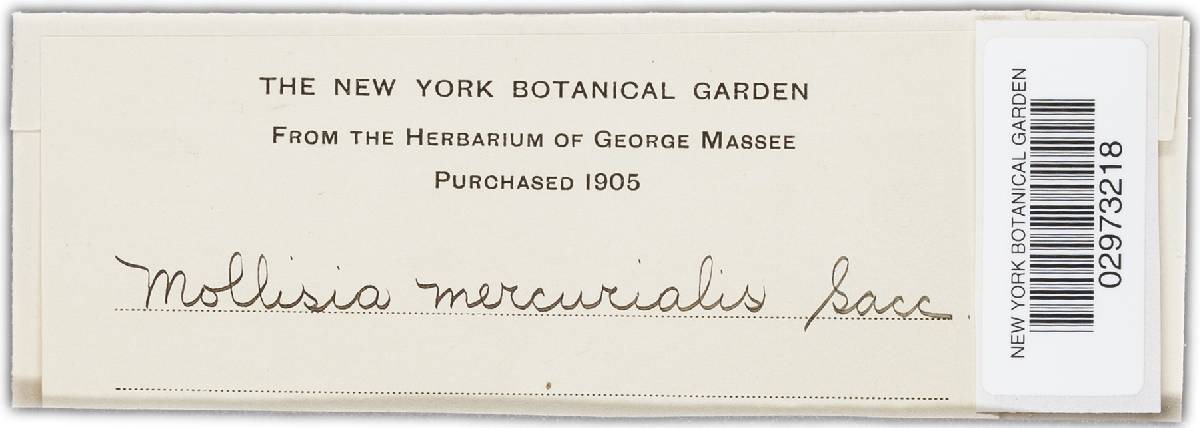 THE NEW YORK BOTANICAL GARDEN
FROM THE HERBARIUM OF GEORGE MASSEE
PURCHASED 1905
Mollisia mercurialis Sacc.
NEW YORK BOTANICAL GARDEN
02973218